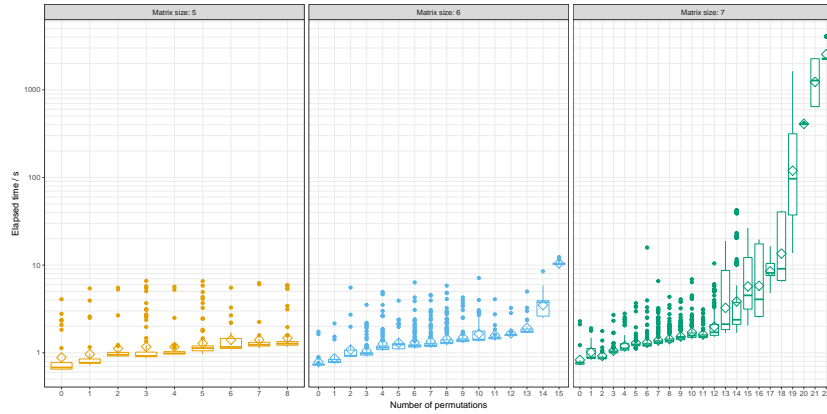 Matrix size: 5
Matrix size: 6
Matrix size: 7
Elapsed time / s
1000
100
10
1
0 1 2 3 4 5 6 7 8
0 1 2 3 4 5 6 7 8 9 10 11 12 13 14 15
0 1 2 3 4 5 6 7 8 9 10 11 12 13 14 15 16 17 18 19 20 21 22
Number of permutations